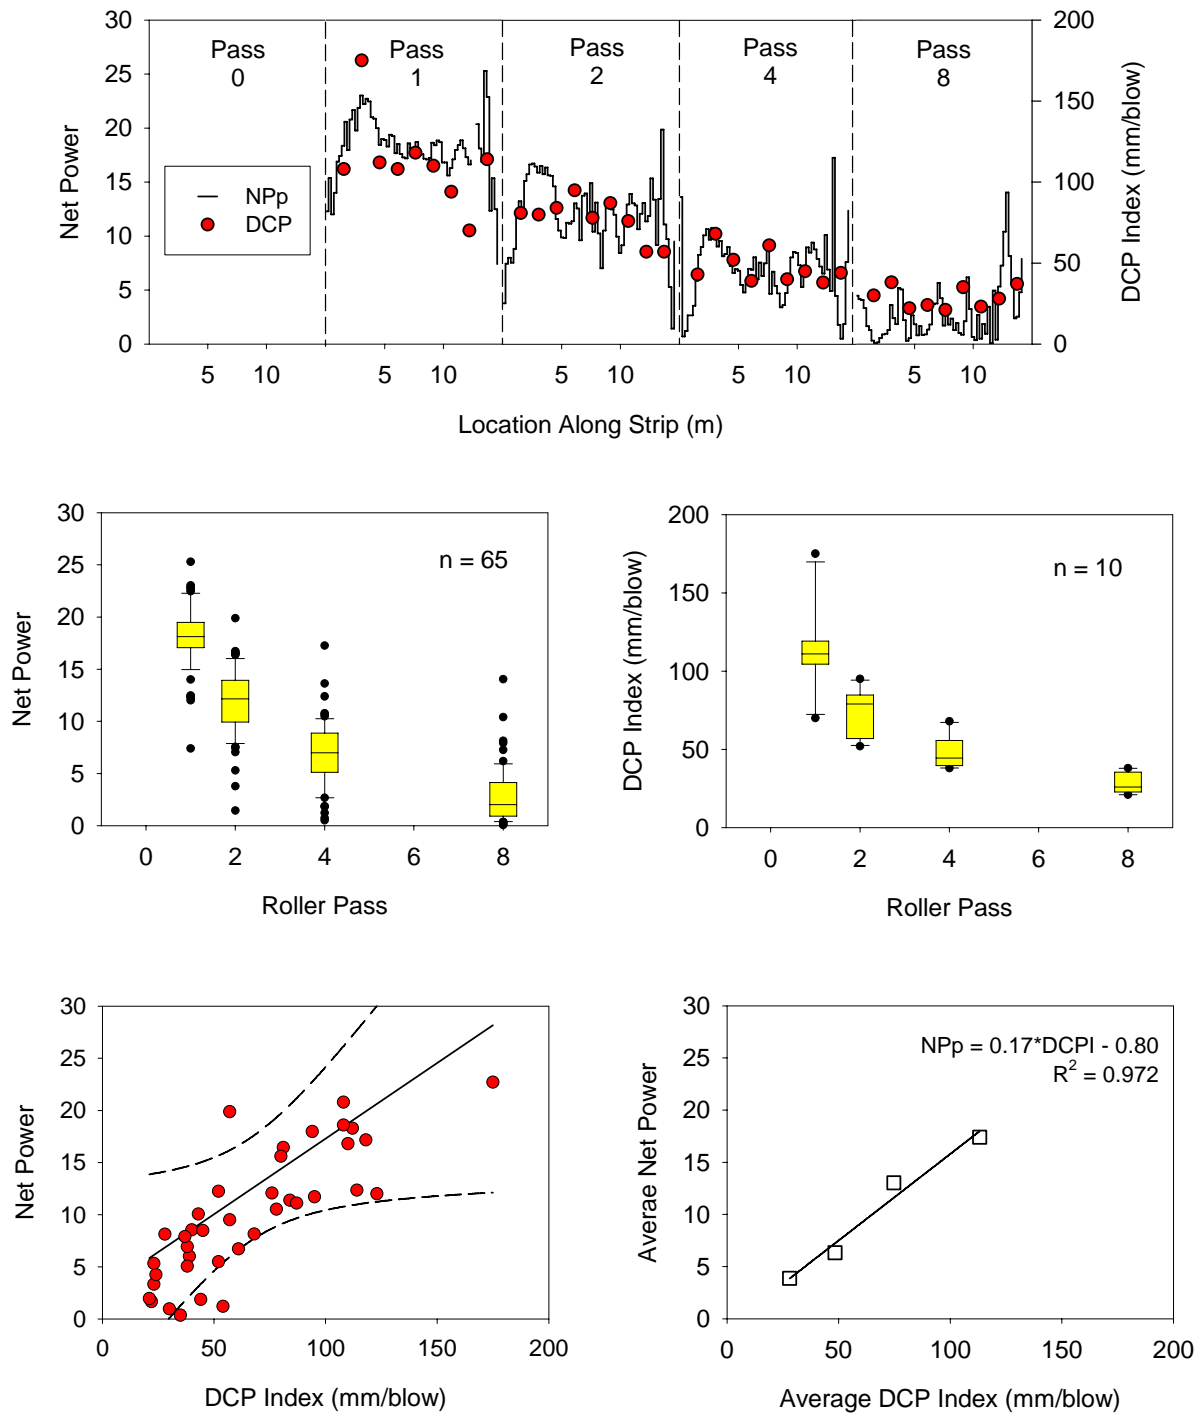 30
25
20
15
10
5
0
Net Power
Pass
0
Pass
1
Pass
2
Pass
4
Pass
8
NPp
DCP
200
150
100
50
0
DCP Index (mm/blow)
5 10 5 10 5 10 5 10 5 10
Location Along Strip (m)
30
25
20
15
10
5
0
Net Power
n = 65
0 2 4 6 8
Roller Pass
200
150
100
50
0
DCP Index (mm/blow)
n = 10
0 2 4 6 8
Roller Pass
30
25
20
15
10
5
0
Net Power
0 50 100 150 200
DCP Index (mm/blow)
30
25
20
15
10
5
0
Averae Net Power
NPp = 0.17*DCPI - 0.80
R² = 0.972
0 50 100 150 200
Average DCP Index (mm/blow)